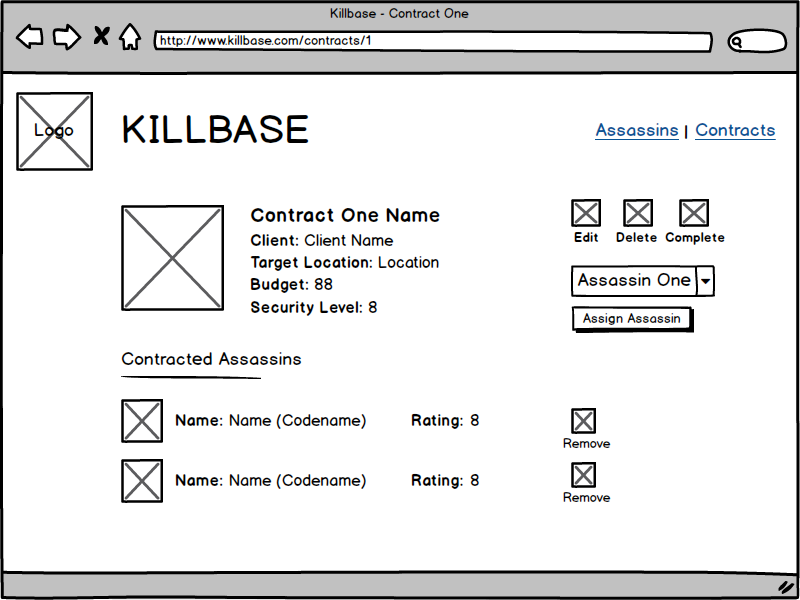 Killbase - Contract One
http://www.killbase.com/contracts/1
Logo
KILLBASE
Assassins | Contracts
Contract One Name
Client: Client Name
Target Location: Location
Budget: 88
Security Level: 8
Edit Delete Complete
Assassin One
Assign Assassin
Contracted Assassins
Name: Name (Codename) Rating: 8
Remove
Name: Name (Codename) Rating: 8
Remove